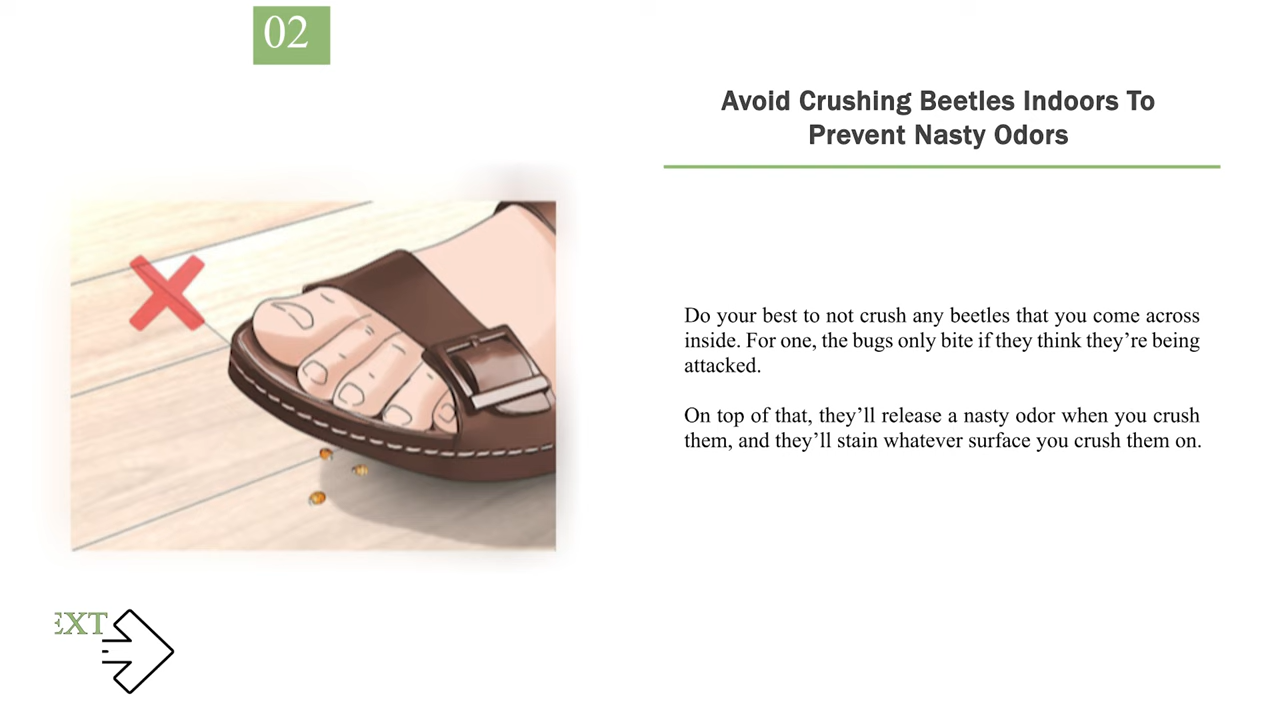 02
Avoid Crushing Beetles Indoors To
Prevent Nasty Odors
Do your best to not crush any beetles that you come across
inside. For one, the bugs only bite if they think they’re being
attacked.
On top of that, they’ll release a nasty odor when you crush
them, and they’ll stain whatever surface you crush them on.
EXT